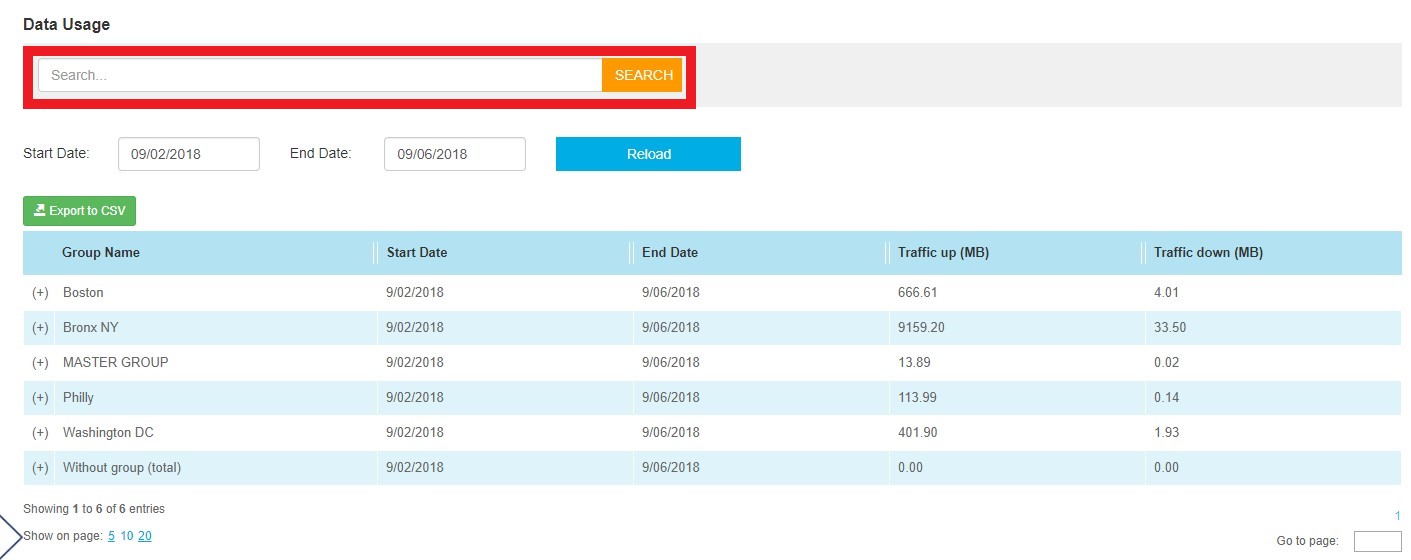 Data Usage
Search... SEARCH
Start Date: 09/02/2018 End Date: 09/06/2018 Reload
Export to CSV
Group Name Start Date End Date Traffic up (MB) Traffic down (MB)
(+) Boston 9/02/2018 9/06/2018 666.61 4.01
(+) Bronx NY 9/02/2018 9/06/2018 9159.20 33.50
(+) MASTER GROUP 9/02/2018 9/06/2018 13.89 0.02
(+) Philly 9/02/2018 9/06/2018 113.99 0.14
(+) Washington DC 9/02/2018 9/06/2018 401.90 1.93
(+) Without group (total) 9/02/2018 9/06/2018 0.00 0.00
Showing 1 to 6 of 6 entries
1
Show on page: 5 10 20
Go to page: